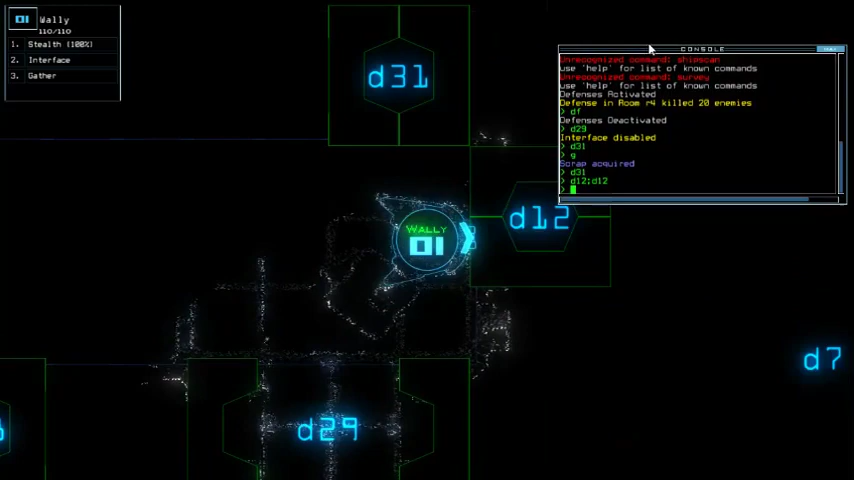 01 Wally
110/110
1. Stealth (100%)
2. Interface
3. Gather
d31
CONSOLE
Unrecognized command: shipscan
use 'help' for list of known commands
Unrecognized command: survey
use 'help' for list of known commands
Defenses Activated
Defense in Room r4 killed 20 enemies
> df
Defenses Deactivated
> d29
Interface disabled
> d31
> g
Scrap acquired
> d31
> d12;d12
>
d12
WALLY
01
d7
d29